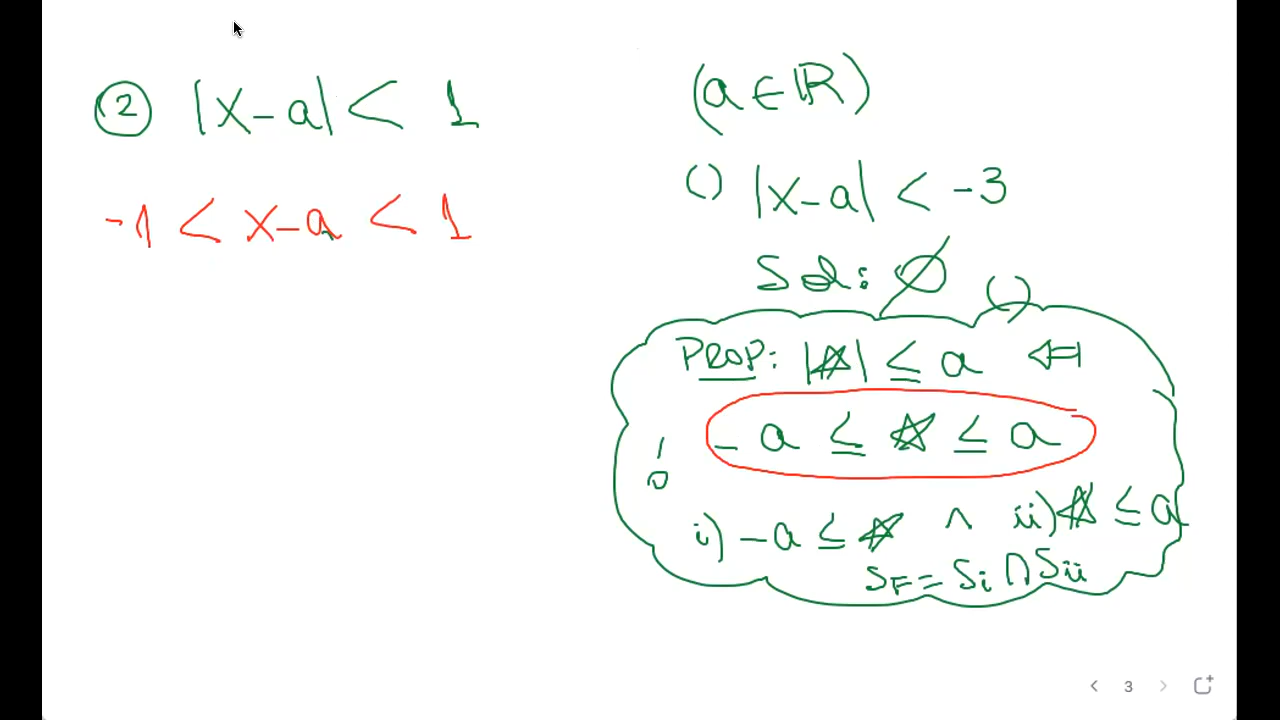 ② |x-a| < 1
-1 < x-a < 1
(a ∈ ℝ)
() |x-a| < -3
Sol: ∅ ()
PROP: |☆| ≤ a ⇐⊣
-a ≤ ☆ ≤ a
ó
i) -a ≤ ☆ ∧ ii) ☆ ≤ a
S_F = S_i ∩ S_ii
3